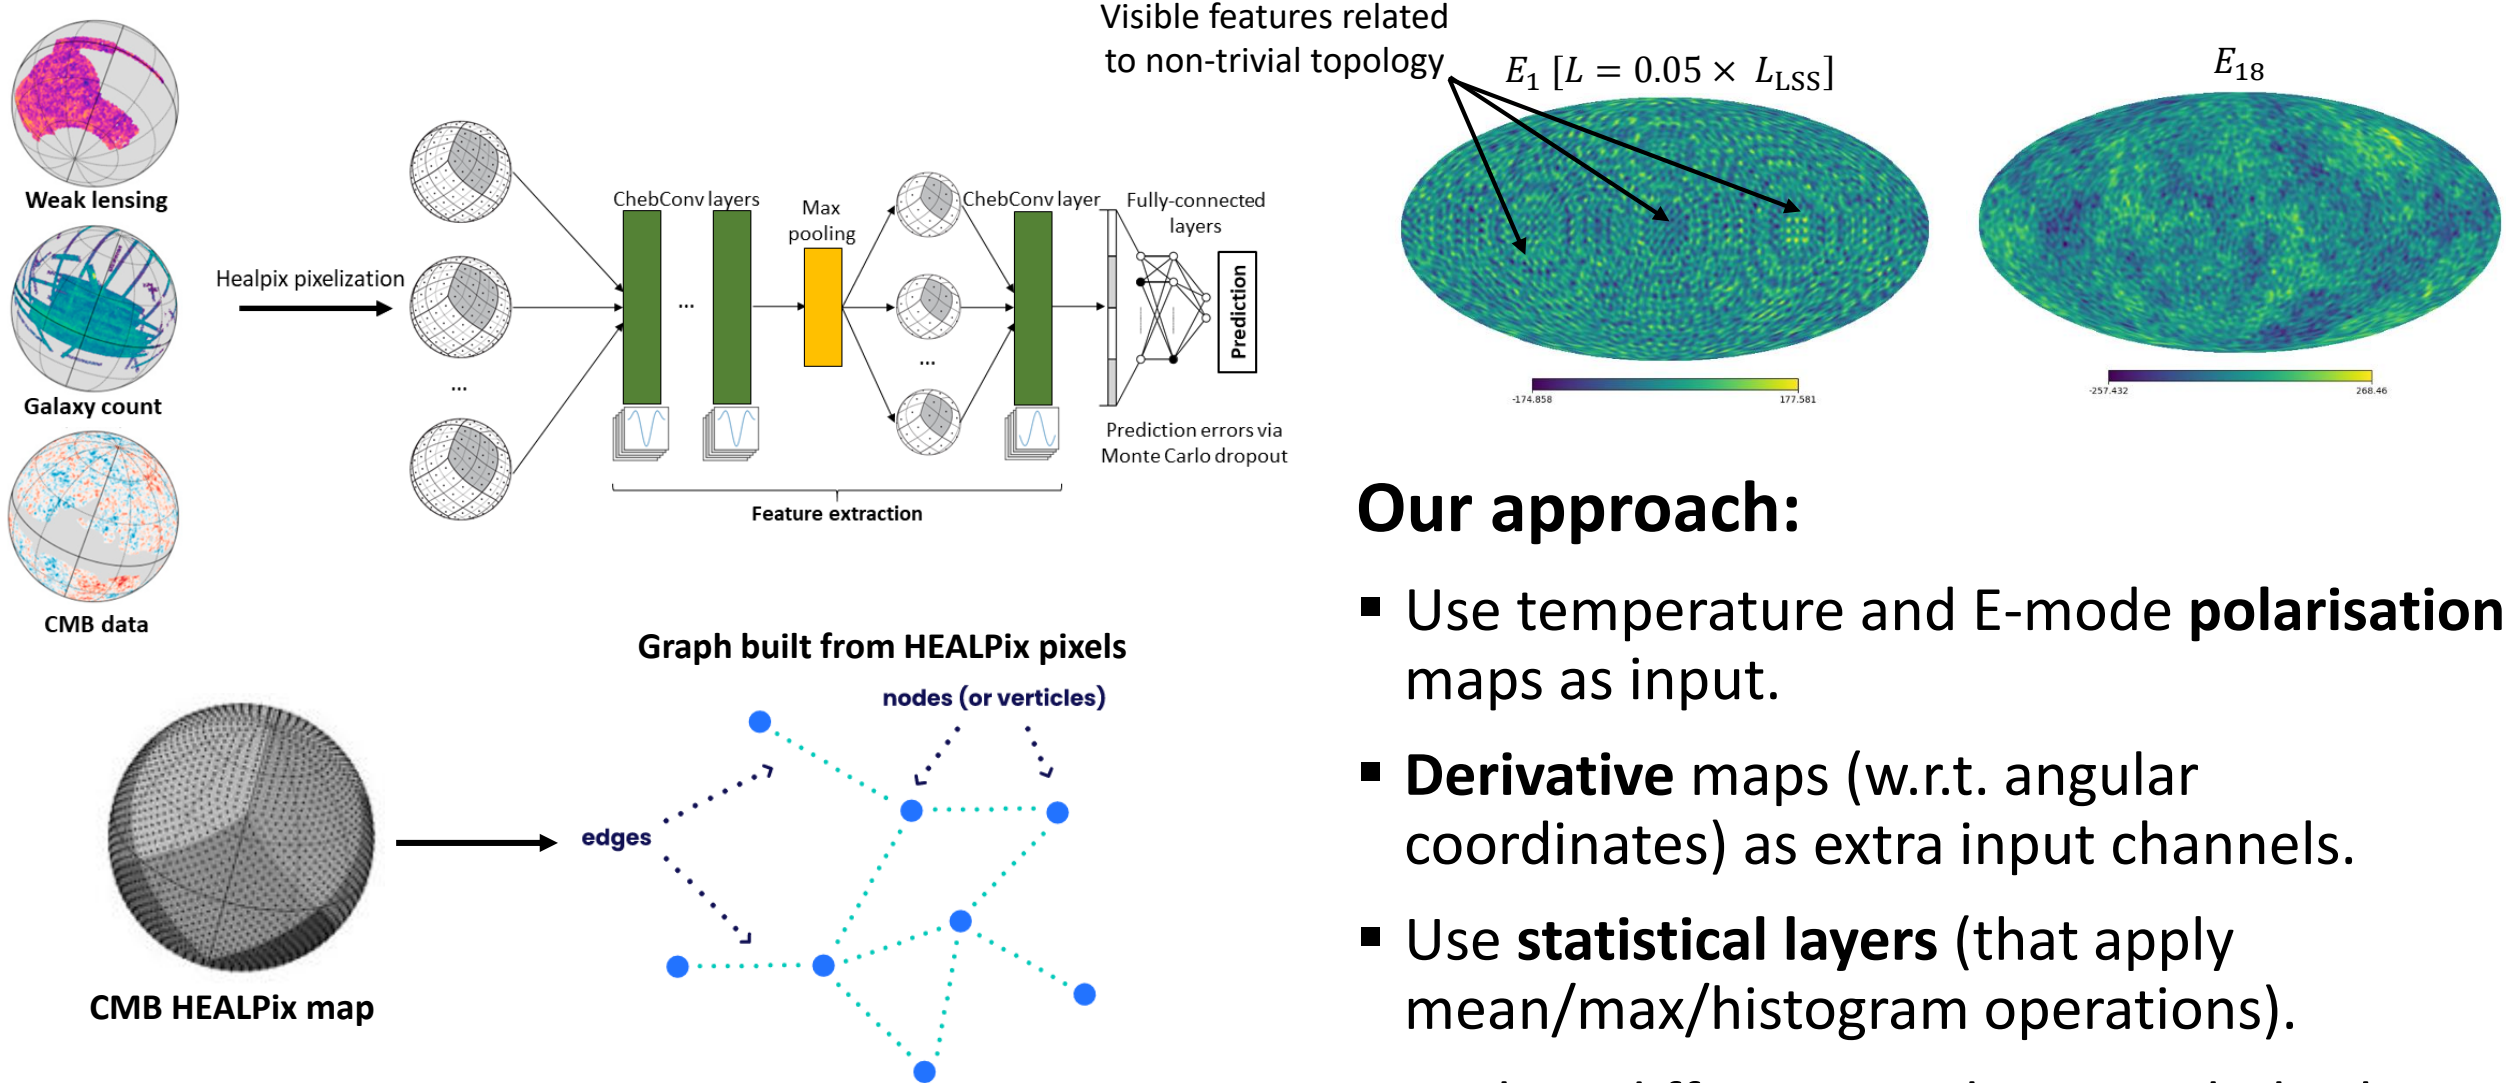 Visible features related
to non-trivial topology
E₁ [L = 0.05 × L_LSS]
E₁₈
-174.858
177.581
-257.432
268.46
Weak lensing
Galaxy count
CMB data
Healpix pixelization
...
ChebConv layers
...
Max
pooling
...
ChebConv layer
Fully-connected
layers
Prediction
Prediction errors via
Monte Carlo dropout
Feature extraction
Graph built from HEALPix pixels
nodes (or verticles)
edges
CMB HEALPix map
Our approach:
▪ Use temperature and E-mode polarisation
maps as input.
▪ Derivative maps (w.r.t. angular
coordinates) as extra input channels.
▪ Use statistical layers (that apply
mean/max/histogram operations).